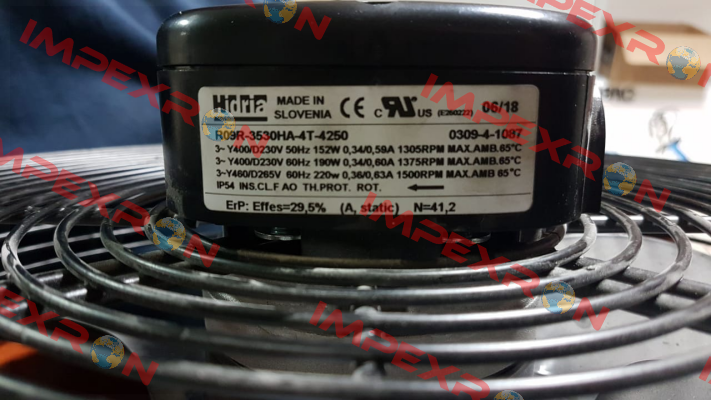 Hidria MADE IN SLOVENIA CE c UR US (E280222) 06/18
R09R-3530HA-4T-4250 0309-4-1087
3~ Y400/D230V 50Hz 152W 0,34/0,59A 1305RPM MAX.AMB.65°C
3~ Y400/D230V 60Hz 190W 0,34/0,60A 1375RPM MAX.AMB.65°C
3~Y460/D265V 60Hz 220w 0,36/0,63A 1500RPM MAX.AMB 65°C
IP54 INS.CL.F AO TH.PROT. ROT. ←
ErP: Effes=29,5% (A, static) N=41,2
IMPEXRON
IMPEXRON
IMPEXRON
IMPEXRON
IMPEXRON